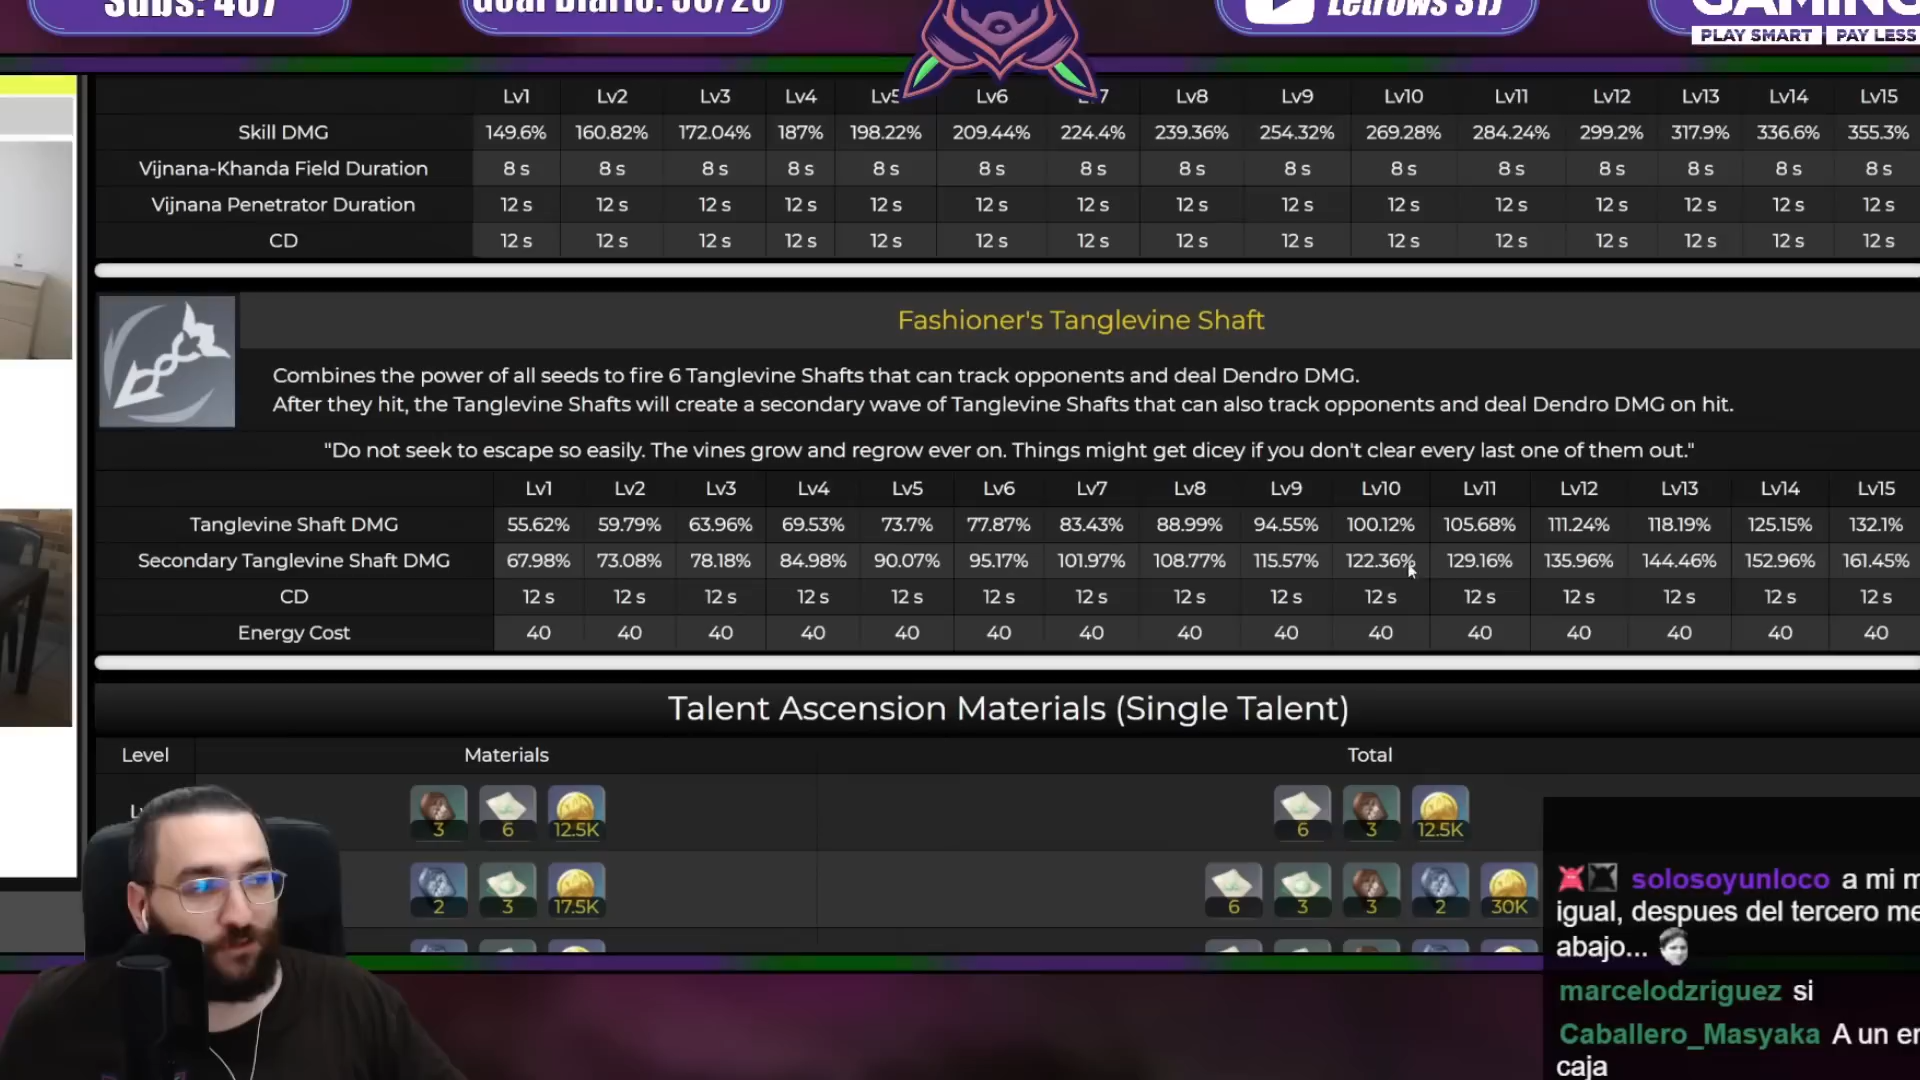 Subs: 407
Goal Diario: 30/20
Letrows STJ
GAMING
PLAY SMART | PAY LESS
Lv1 Lv2 Lv3 Lv4 Lv5 Lv6 Lv7 Lv8 Lv9 Lv10 Lv11 Lv12 Lv13 Lv14 Lv15
Skill DMG 149.6% 160.82% 172.04% 187% 198.22% 209.44% 224.4% 239.36% 254.32% 269.28% 284.24% 299.2% 317.9% 336.6% 355.3%
Vijnana-Khanda Field Duration 8 s 8 s 8 s 8 s 8 s 8 s 8 s 8 s 8 s 8 s 8 s 8 s 8 s 8 s 8 s
Vijnana Penetrator Duration 12 s 12 s 12 s 12 s 12 s 12 s 12 s 12 s 12 s 12 s 12 s 12 s 12 s 12 s 12 s
CD 12 s 12 s 12 s 12 s 12 s 12 s 12 s 12 s 12 s 12 s 12 s 12 s 12 s 12 s 12 s
Fashioner's Tanglevine Shaft
Combines the power of all seeds to fire 6 Tanglevine Shafts that can track opponents and deal Dendro DMG.
After they hit, the Tanglevine Shafts will create a secondary wave of Tanglevine Shafts that can also track opponents and deal Dendro DMG on hit.
"Do not seek to escape so easily. The vines grow and regrow ever on. Things might get dicey if you don't clear every last one of them out."
Lv1 Lv2 Lv3 Lv4 Lv5 Lv6 Lv7 Lv8 Lv9 Lv10 Lv11 Lv12 Lv13 Lv14 Lv15
Tanglevine Shaft DMG 55.62% 59.79% 63.96% 69.53% 73.7% 77.87% 83.43% 88.99% 94.55% 100.12% 105.68% 111.24% 118.19% 125.15% 132.1%
Secondary Tanglevine Shaft DMG 67.98% 73.08% 78.18% 84.98% 90.07% 95.17% 101.97% 108.77% 115.57% 122.36% 129.16% 135.96% 144.46% 152.96% 161.45%
CD 12 s 12 s 12 s 12 s 12 s 12 s 12 s 12 s 12 s 12 s 12 s 12 s 12 s 12 s 12 s
Energy Cost 40 40 40 40 40 40 40 40 40 40 40 40 40 40 40
Talent Ascension Materials (Single Talent)
Level Materials Total
3 6 12.5K 6 3 12.5K
2 3 17.5K 6 3 3 2 30K
solosoyunloco a mi m
igual, despues del tercero me
abajo...
marcelodzriguez si
Caballero_Masyaka A un en
caja